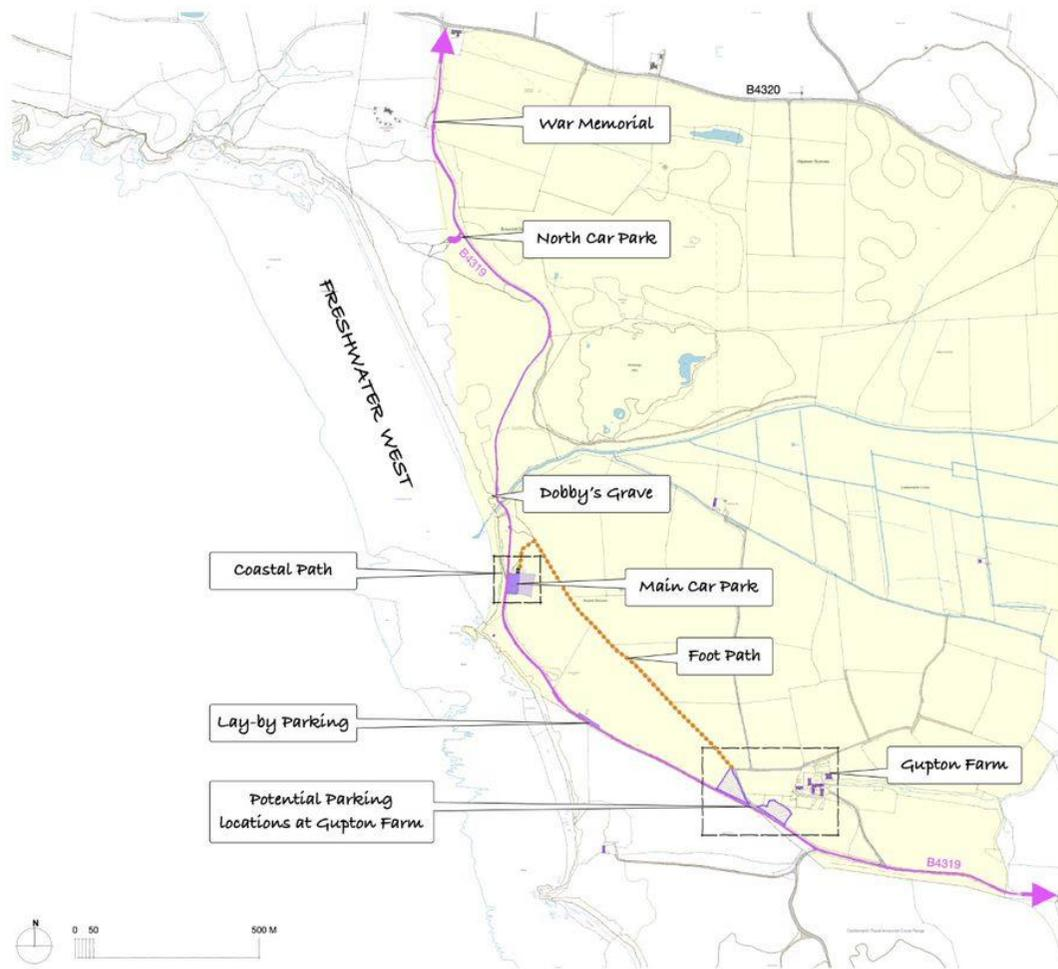 B4320
War Memorial
North Car Park
B4319
FRESHWATER WEST
Dobby's Grave
Coastal Path
Main Car Park
Foot Path
Lay-by Parking
Gupton Farm
Potential Parking
locations at Gupton Farm
B4319
N
0 50 500 M